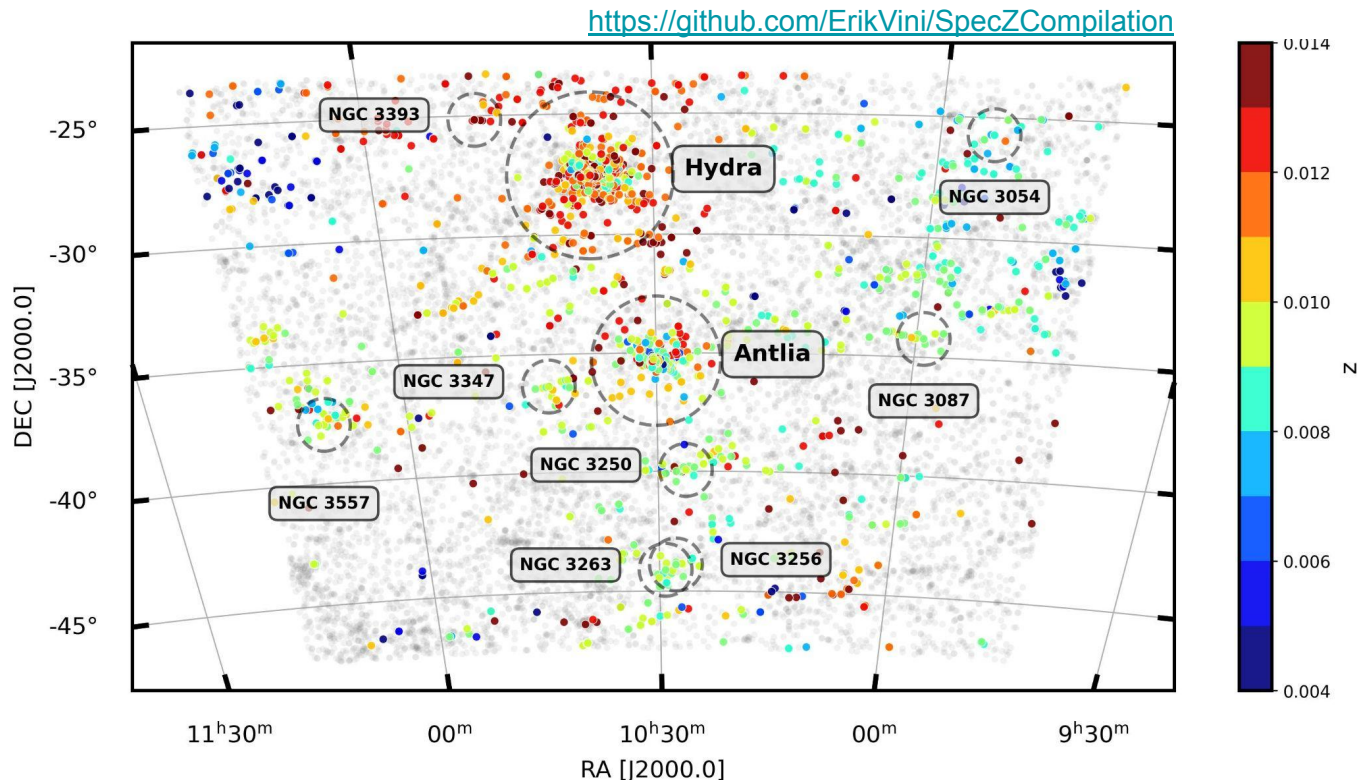 https://github.com/ErikVini/SpecZCompilation
0.014
NGC 3393
-25°
Hydra
0.012
NGC 3054
-30°
0.010
DEC [J2000.0]
Antlia
-35°
NGC 3347
NGC 3087
z
0.008
NGC 3250
NGC 3557
-40°
NGC 3263
NGC 3256
0.006
-45°
0.004
11ʰ30ᵐ 00ᵐ 10ʰ30ᵐ 00ᵐ 9ʰ30ᵐ
RA [J2000.0]